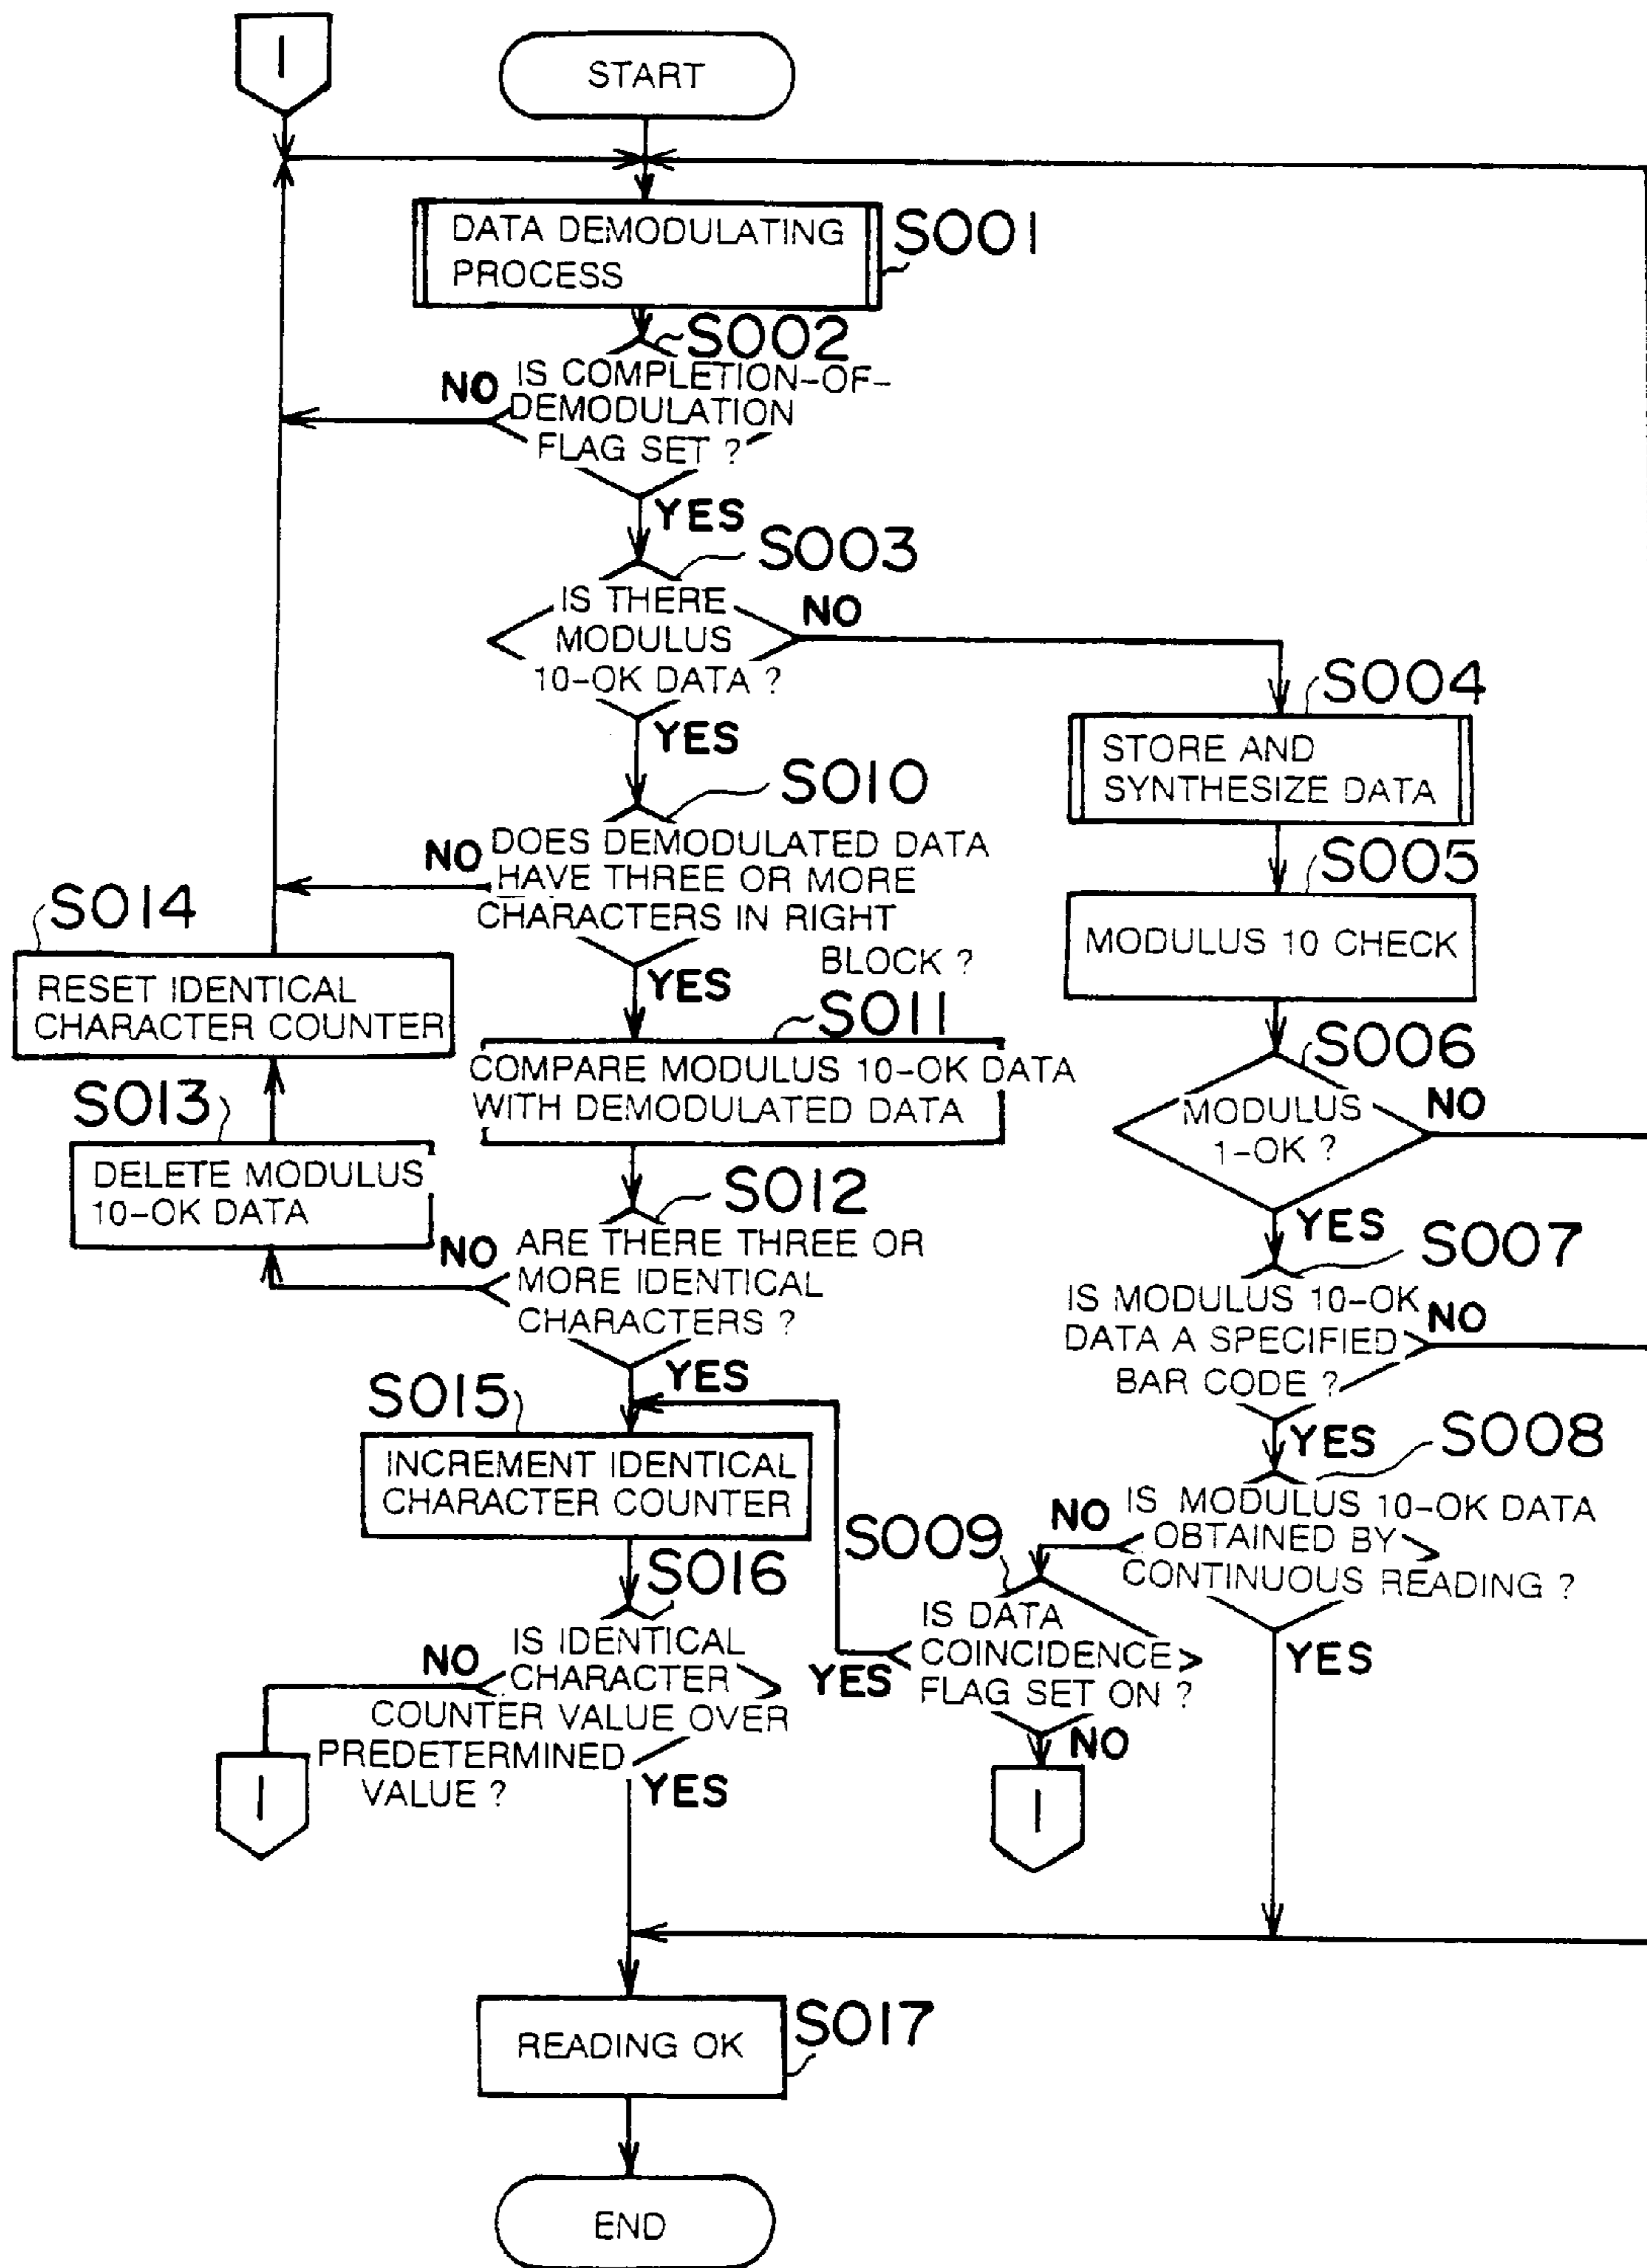 I
START
DATA DEMODULATING
PROCESS
S001
S002
IS COMPLETION-OF-
DEMODULATION
FLAG SET ?
NO
YES
S003
IS THERE
MODULUS
10-OK DATA ?
NO
YES
S004
STORE AND
SYNTHESIZE DATA
S005
MODULUS 10 CHECK
S006
MODULUS
1-OK ?
NO
YES
S007
IS MODULUS 10-OK
DATA A SPECIFIED
BAR CODE ?
NO
YES
S008
IS MODULUS 10-OK DATA
OBTAINED BY
CONTINUOUS READING ?
NO
YES
S009
IS DATA
COINCIDENCE
FLAG SET ON ?
YES
NO
I
S010
DOES DEMODULATED DATA
HAVE THREE OR MORE
CHARACTERS IN RIGHT
BLOCK ?
NO
YES
S011
COMPARE MODULUS 10-OK DATA
WITH DEMODULATED DATA
S012
ARE THERE THREE OR
MORE IDENTICAL
CHARACTERS ?
NO
YES
S013
DELETE MODULUS
10-OK DATA
S014
RESET IDENTICAL
CHARACTER COUNTER
S015
INCREMENT IDENTICAL
CHARACTER COUNTER
S016
IS IDENTICAL
CHARACTER
COUNTER VALUE OVER
PREDETERMINED
VALUE ?
NO
YES
I
S017
READING OK
END